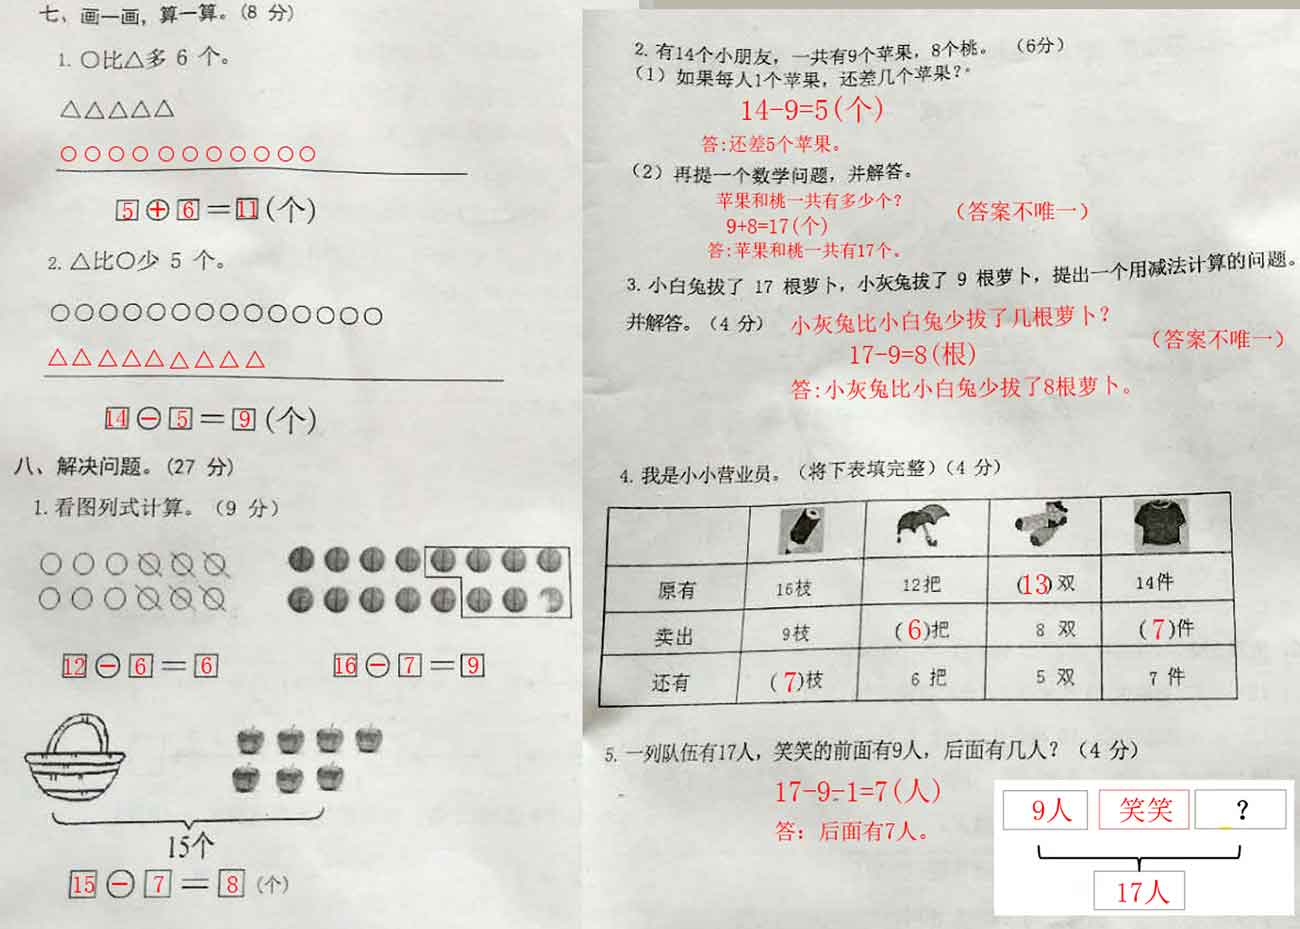 七、画一画，算一算。(8 分)
1. ○比△多 6 个。
△△△△△
○○○○○○○○○○○
5+6=11(个)
2. △比○少 5 个。
○○○○○○○○○○○○○○
△△△△△△△△△
14-5=9(个)
八、解决问题。(27 分)
1. 看图列式计算。（9 分）
12-6=6
16-7=9
15个
15-7=8(个)
2. 有14个小朋友，一共有9个苹果，8个桃。（6分）
（1）如果每人1个苹果，还差几个苹果？
14-9=5(个)
答:还差5个苹果。
（2）再提一个数学问题，并解答。
苹果和桃一共有多少个？
9+8=17(个)
（答案不唯一）
答:苹果和桃一共有17个。
3. 小白兔拔了 17 根萝卜，小灰兔拔了 9 根萝卜，提出一个用减法计算的问题。
并解答。（4 分）
小灰兔比小白兔少拔了几根萝卜？
17-9=8(根)
（答案不唯一）
答:小灰兔比小白兔少拔了8根萝卜。
4. 我是小小营业员。（将下表填完整）（4 分）
原有 16枝 12把 (13)双 14件
卖出 9枝 (6)把 8 双 (7)件
还有 (7)枝 6 把 5 双 7 件
5. 一列队伍有17人，笑笑的前面有9人，后面有几人？（4 分）
17-9-1=7(人)
答：后面有7人。
9人 笑笑 ?
17人